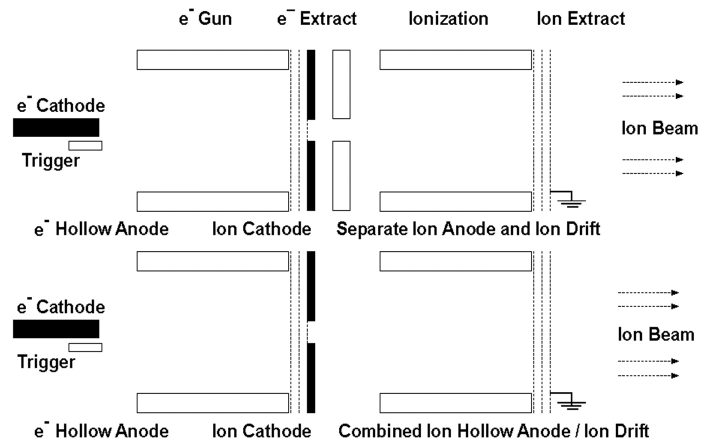 e⁻ Gun e⁻ Extract Ionization Ion Extract
e⁻ Cathode
Trigger
Ion Beam
e⁻ Hollow Anode Ion Cathode Separate Ion Anode and Ion Drift
e⁻ Cathode
Trigger
Ion Beam
e⁻ Hollow Anode Ion Cathode Combined Ion Hollow Anode / Ion Drift